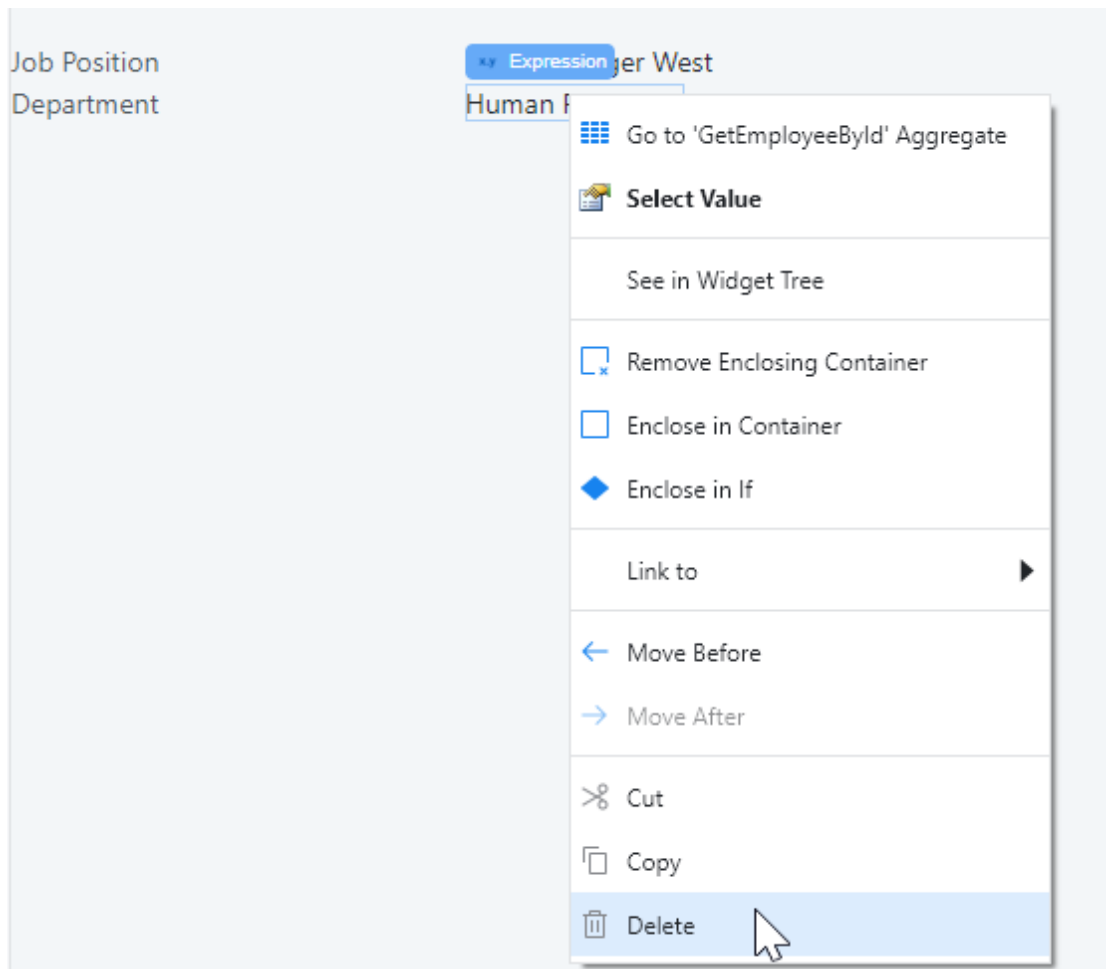 Job Position
x.y Expression ger West
Department
Human
Go to 'GetEmployeeById' Aggregate
Select Value
See in Widget Tree
Remove Enclosing Container
Enclose in Container
Enclose in If
Link to
Move Before
Move After
Cut
Copy
Delete